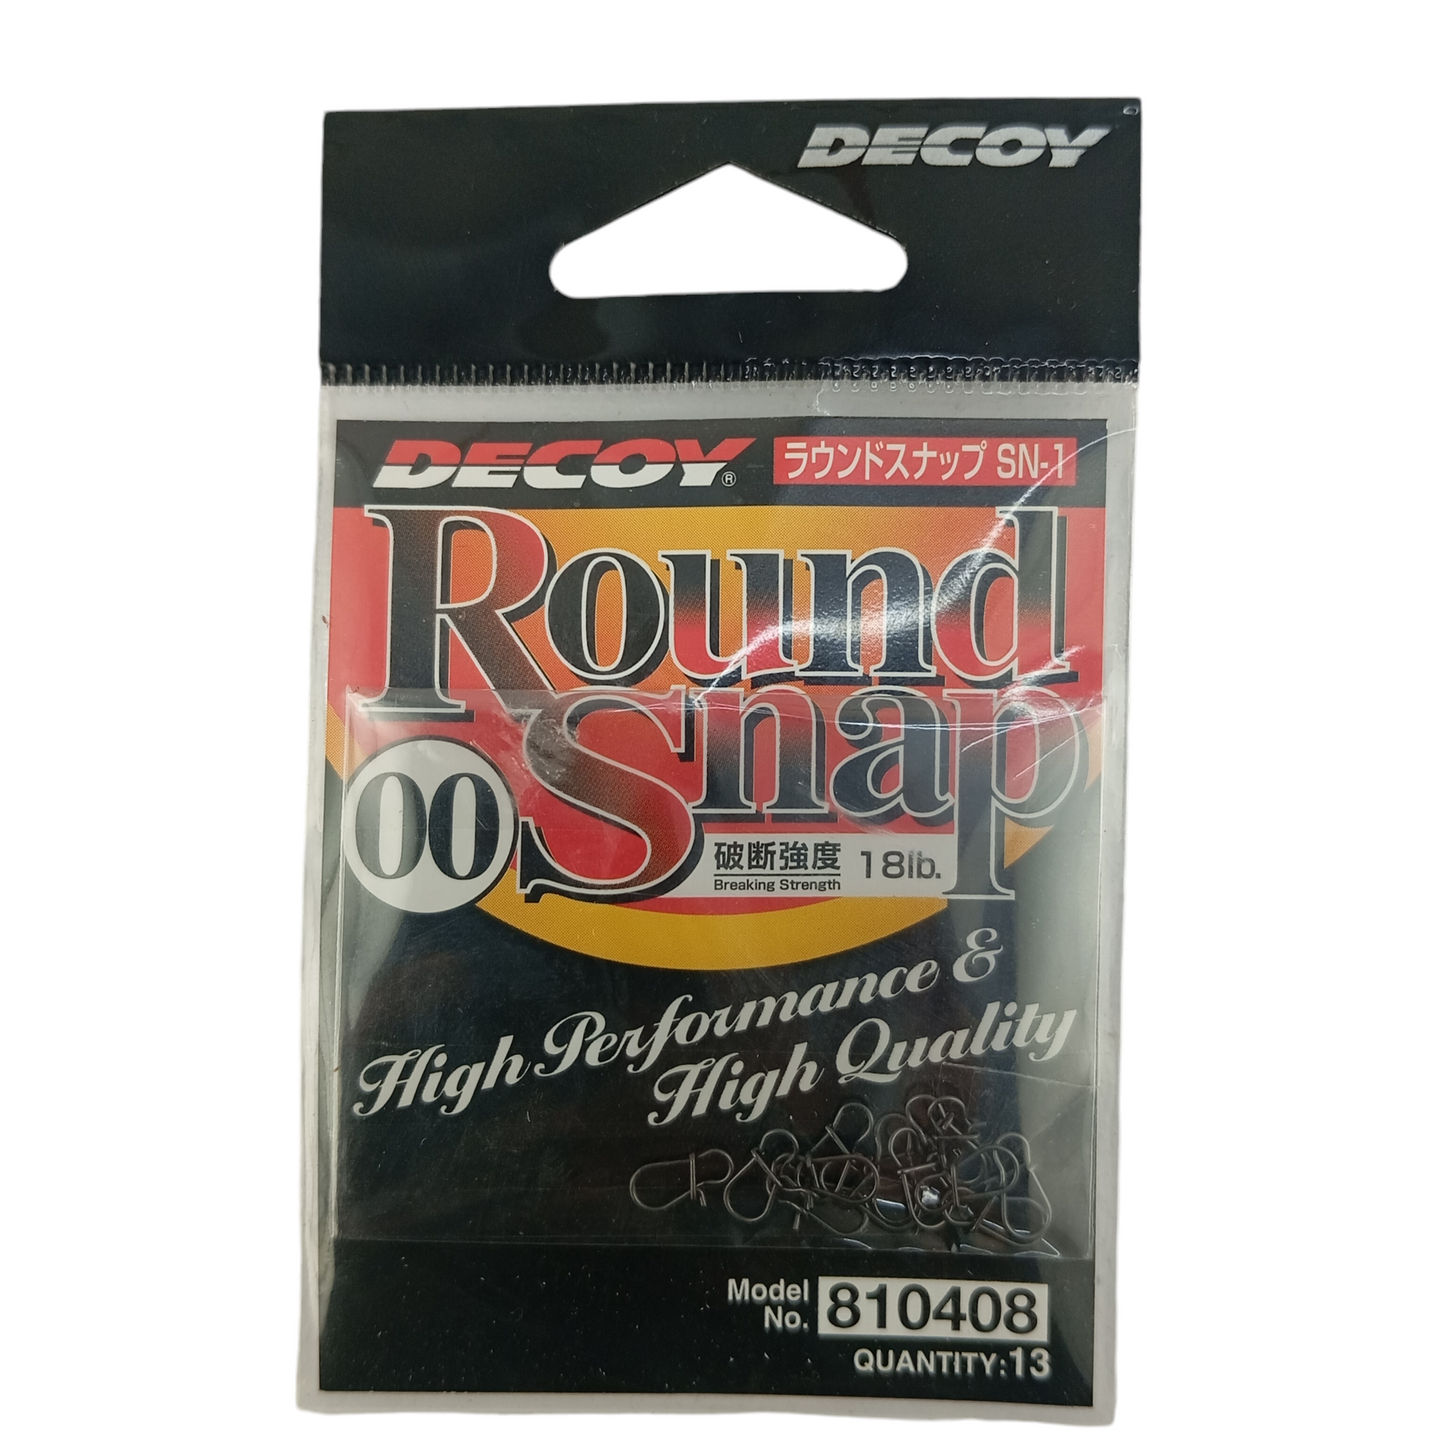 DECOY
DECOY® ラウンドスナップ SN-1
Round
Snap
00
破断強度 18lb.
Breaking Strength
High Performance &
High Quality
Model
No. 810408
QUANTITY:13